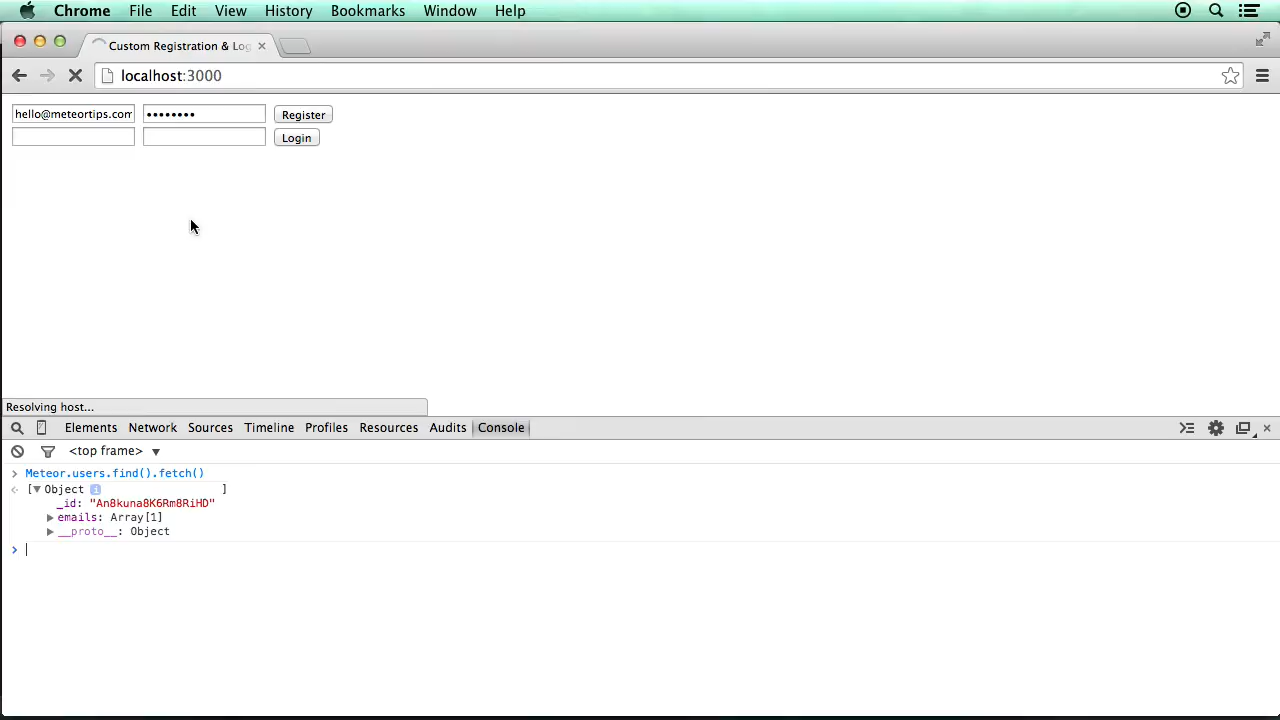 Chrome File Edit View History Bookmarks Window Help
Custom Registration & Log
localhost:3000
hello@meteortips.com •••••••• Register
Login
Resolving host...
Elements Network Sources Timeline Profiles Resources Audits Console
<top frame> ▼
> Meteor.users.find().fetch()
[▼Object i ]
_id: "An8kuna8K6Rm8RiHD"
▶ emails: Array[1]
▶ __proto__: Object
>